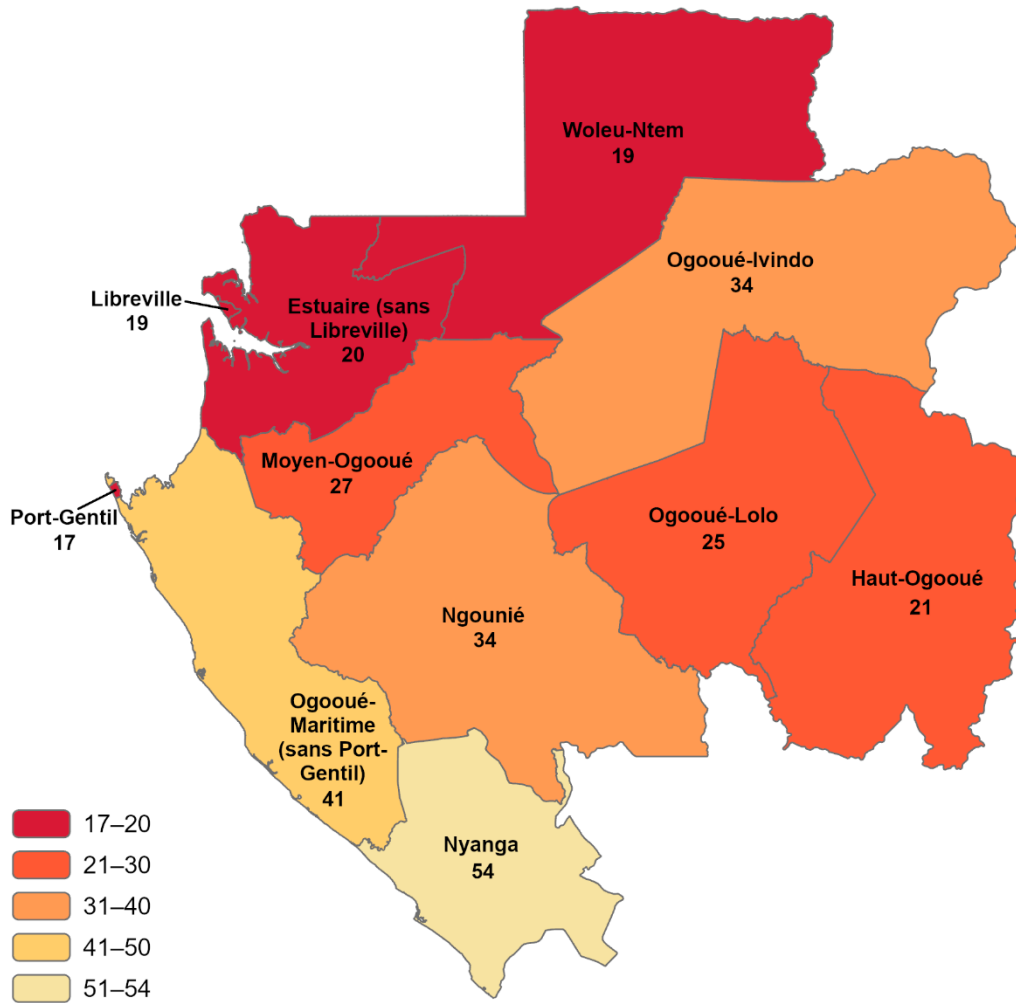 Woleu-Ntem
19
Ogooué-Ivindo
34
Libreville
19
Estuaire (sans
Libreville)
20
Moyen-Ogooué
27
Port-Gentil
17
Ogooué-Lolo
25
Haut-Ogooué
21
Ngounié
34
Ogooué-
Maritime
(sans Port-
Gentil)
41
Nyanga
54
17–20
21–30
31–40
41–50
51–54